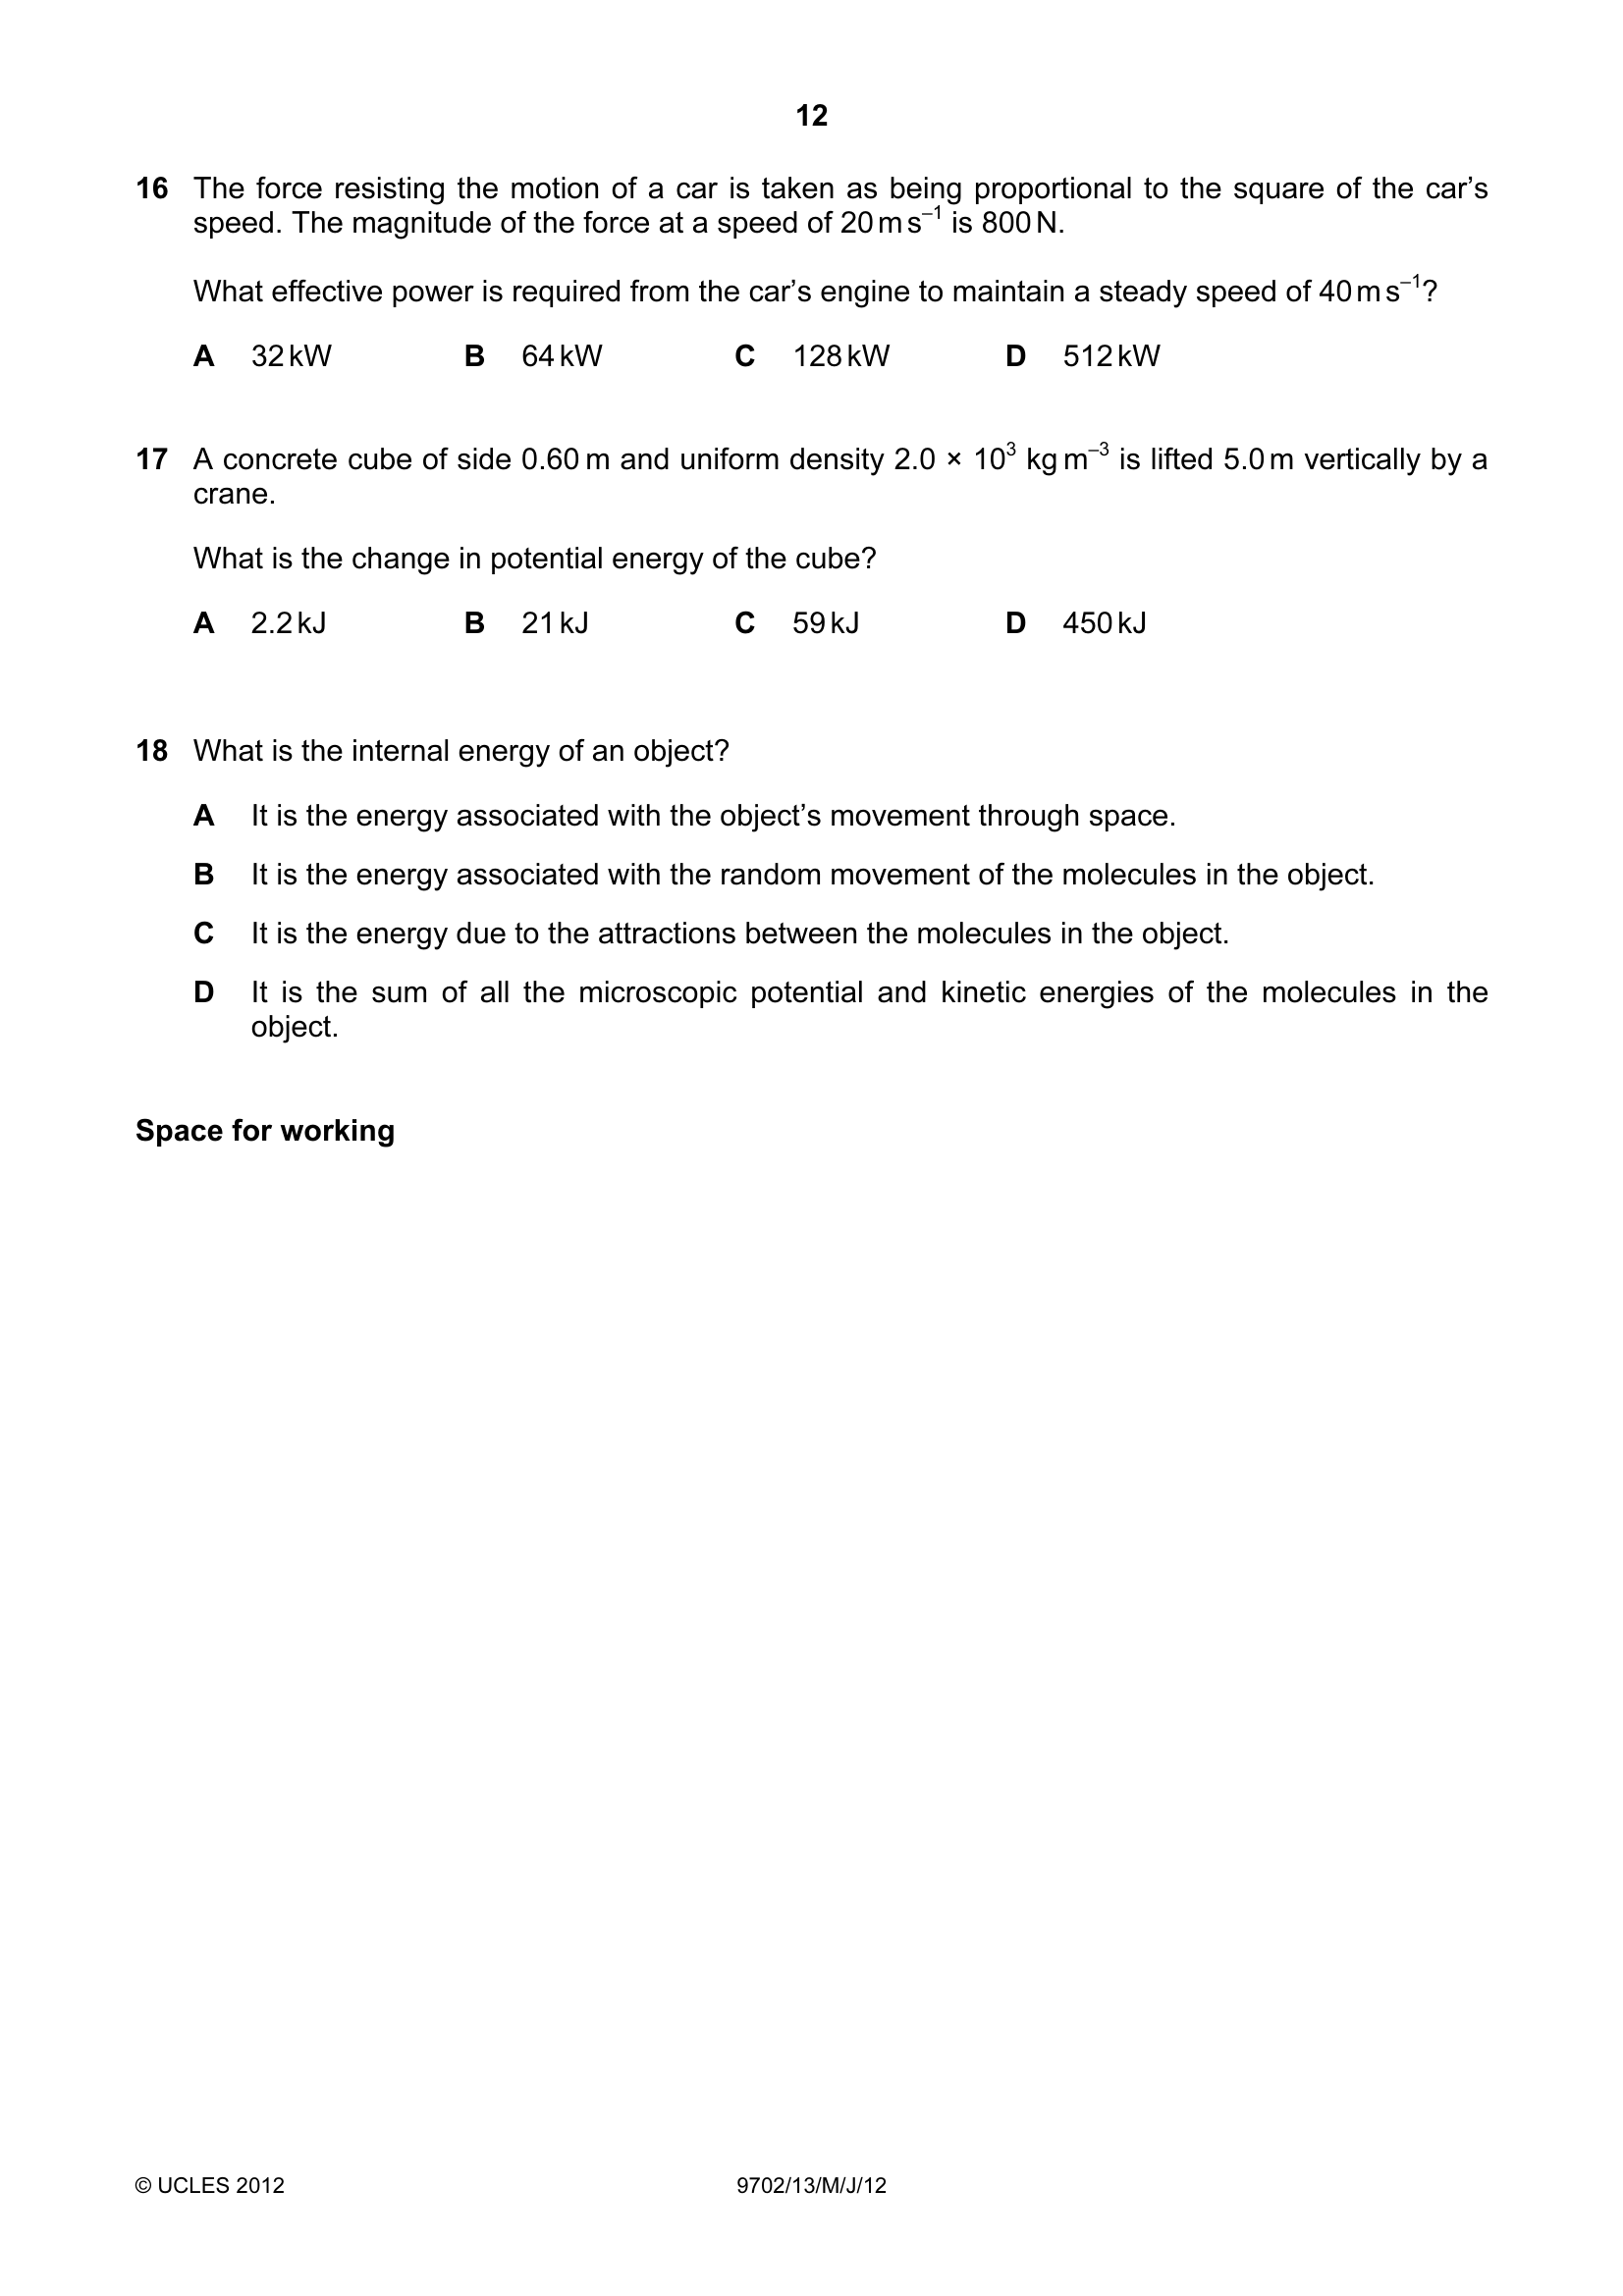 12
16 The force resisting the motion of a car is taken as being proportional to the square of the car’s
speed. The magnitude of the force at a speed of 20 m s⁻¹ is 800 N.
What effective power is required from the car’s engine to maintain a steady speed of 40 m s⁻¹?
A 32 kW B 64 kW C 128 kW D 512 kW
17 A concrete cube of side 0.60 m and uniform density 2.0 × 10³ kg m⁻³ is lifted 5.0 m vertically by a
crane.
What is the change in potential energy of the cube?
A 2.2 kJ B 21 kJ C 59 kJ D 450 kJ
18 What is the internal energy of an object?
A It is the energy associated with the object’s movement through space.
B It is the energy associated with the random movement of the molecules in the object.
C It is the energy due to the attractions between the molecules in the object.
D It is the sum of all the microscopic potential and kinetic energies of the molecules in the
object.
Space for working
© UCLES 2012 9702/13/M/J/12